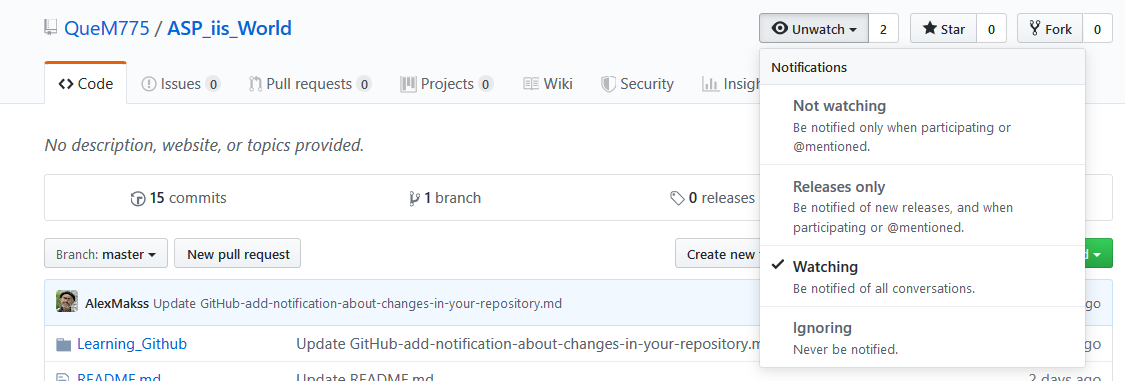 QueM775 / ASP_iis_World
Unwatch 2 Star 0 Fork 0
Notifications
Code Issues 0 Pull requests 0 Projects 0 Wiki Security
Not watching
Be notified only when participating or
@mentioned.
No description, website, or topics provided.
Releases only
Be notified of new releases, and when
participating or @mentioned.
15 commits 1 branch 0 releases
Branch: master New pull request Create new
Watching
Be notified of all conversations.
AlexMakss Update GitHub-add-notification-about-changes-in-your-repository.md ago
Ignoring
Never be notified.
Learning_Github Update GitHub-add-notification-about-changes-in-your-repository.m ago
README.md Update README.md 2 days ago